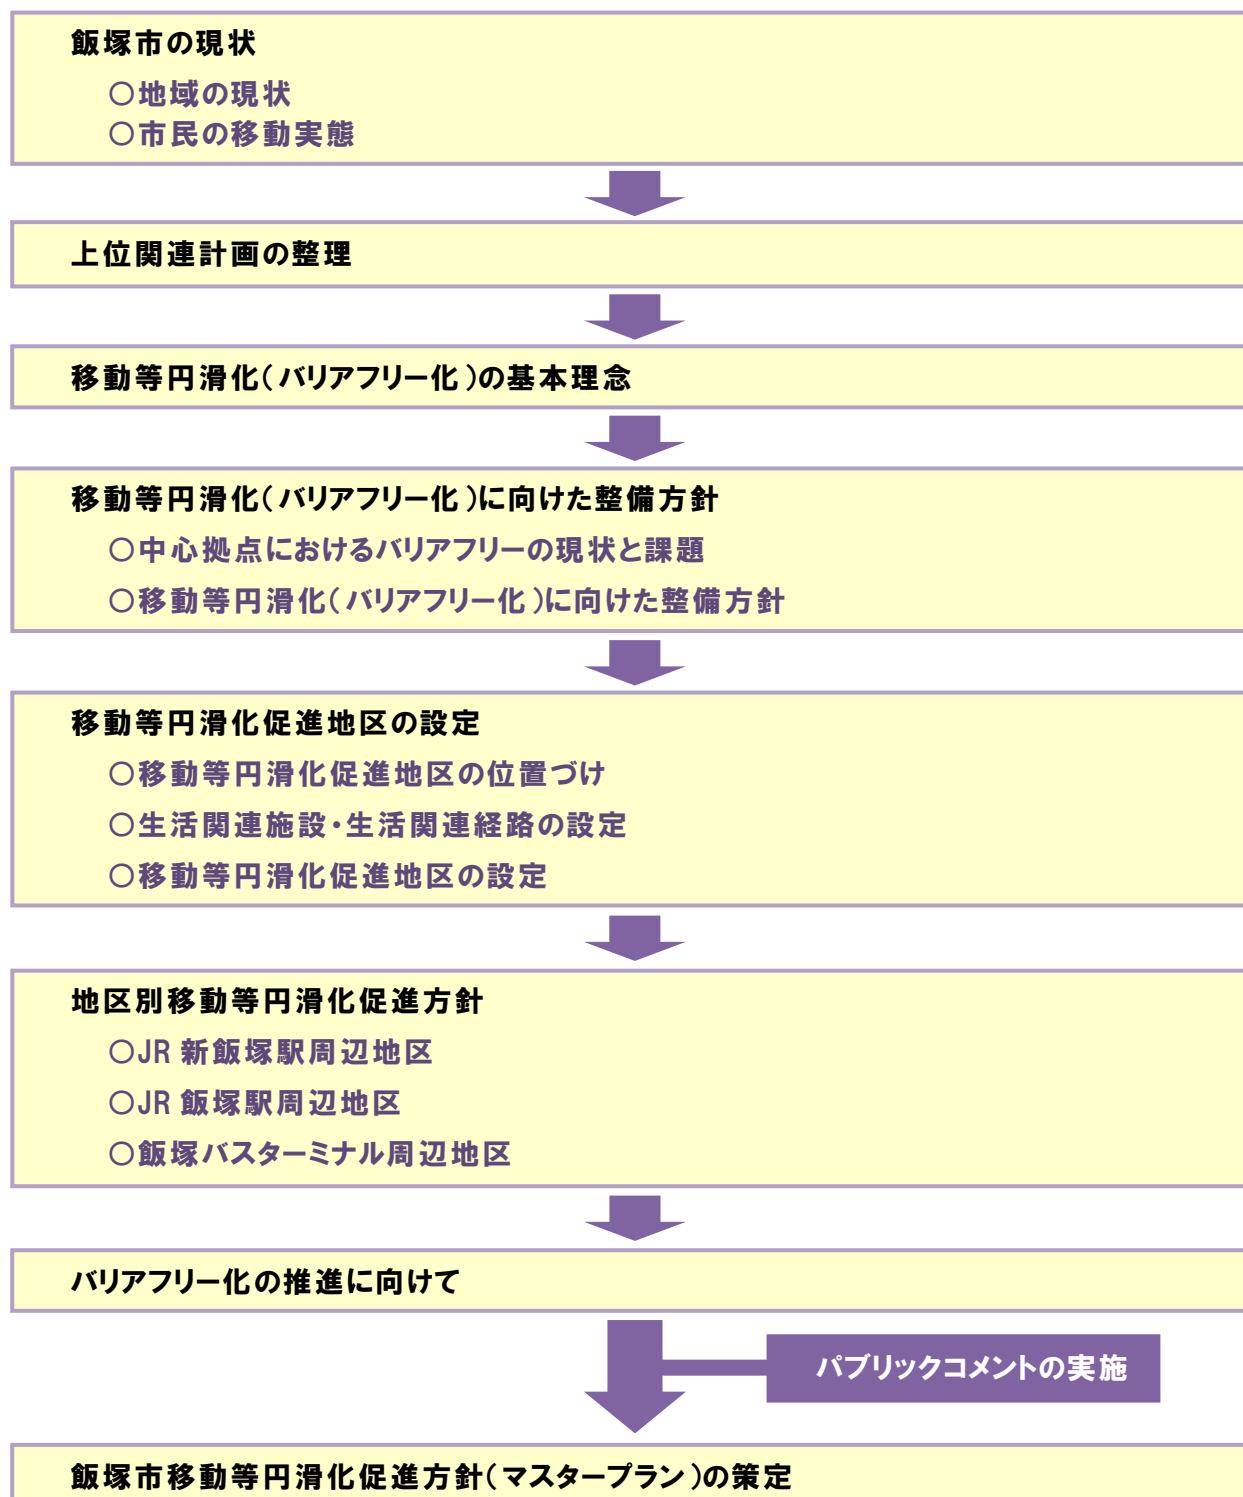 飯塚市の現状
○地域の現状
○市民の移動実態
上位関連計画の整理
移動等円滑化(バリアフリー化)の基本理念
移動等円滑化(バリアフリー化)に向けた整備方針
○中心拠点におけるバリアフリーの現状と課題
○移動等円滑化(バリアフリー化)に向けた整備方針
移動等円滑化促進地区の設定
○移動等円滑化促進地区の位置づけ
○生活関連施設・生活関連経路の設定
○移動等円滑化促進地区の設定
地区別移動等円滑化促進方針
○JR 新飯塚駅周辺地区
○JR 飯塚駅周辺地区
○飯塚バスターミナル周辺地区
バリアフリー化の推進に向けて
パブリックコメントの実施
飯塚市移動等円滑化促進方針(マスタープラン)の策定